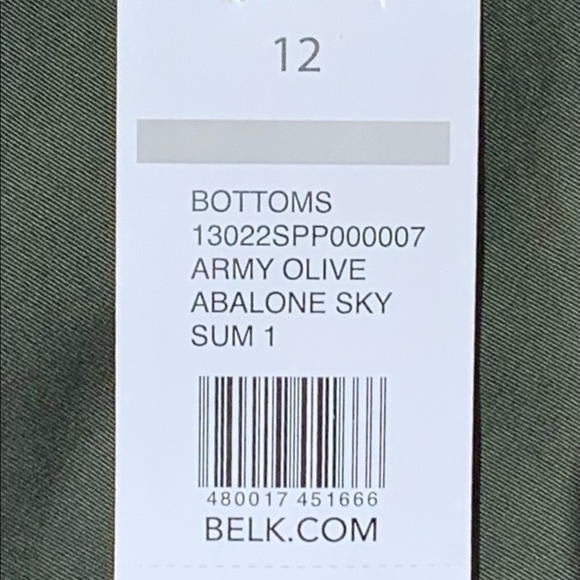 12
BOTTOMS
13022SPP000007
ARMY OLIVE
ABALONE SKY
SUM 1
480017 451666
BELK.COM